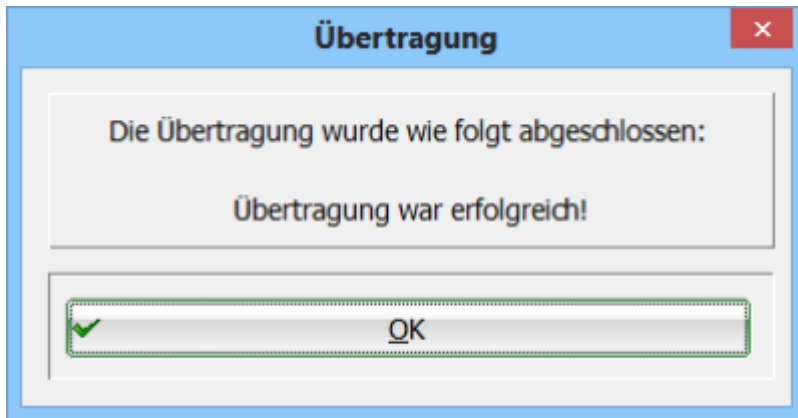 Übertragung
Die Übertragung wurde wie folgt abgeschlossen:
Übertragung war erfolgreich!
OK